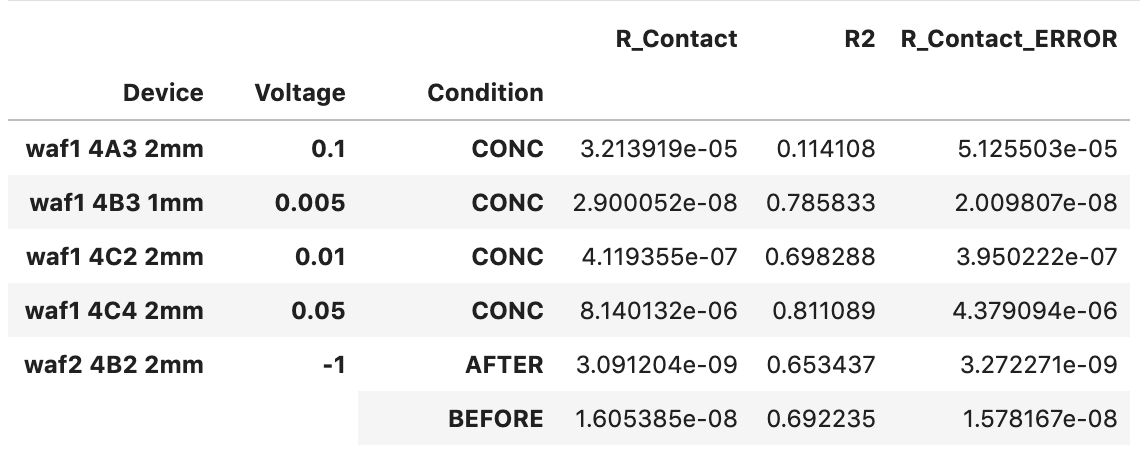 R_Contact R2 R_Contact_ERROR
Device Voltage Condition
waf1 4A3 2mm 0.1 CONC 3.213919e-05 0.114108 5.125503e-05
waf1 4B3 1mm 0.005 CONC 2.900052e-08 0.785833 2.009807e-08
waf1 4C2 2mm 0.01 CONC 4.119355e-07 0.698288 3.950222e-07
waf1 4C4 2mm 0.05 CONC 8.140132e-06 0.811089 4.379094e-06
waf2 4B2 2mm -1 AFTER 3.091204e-09 0.653437 3.272271e-09
BEFORE 1.605385e-08 0.692235 1.578167e-08